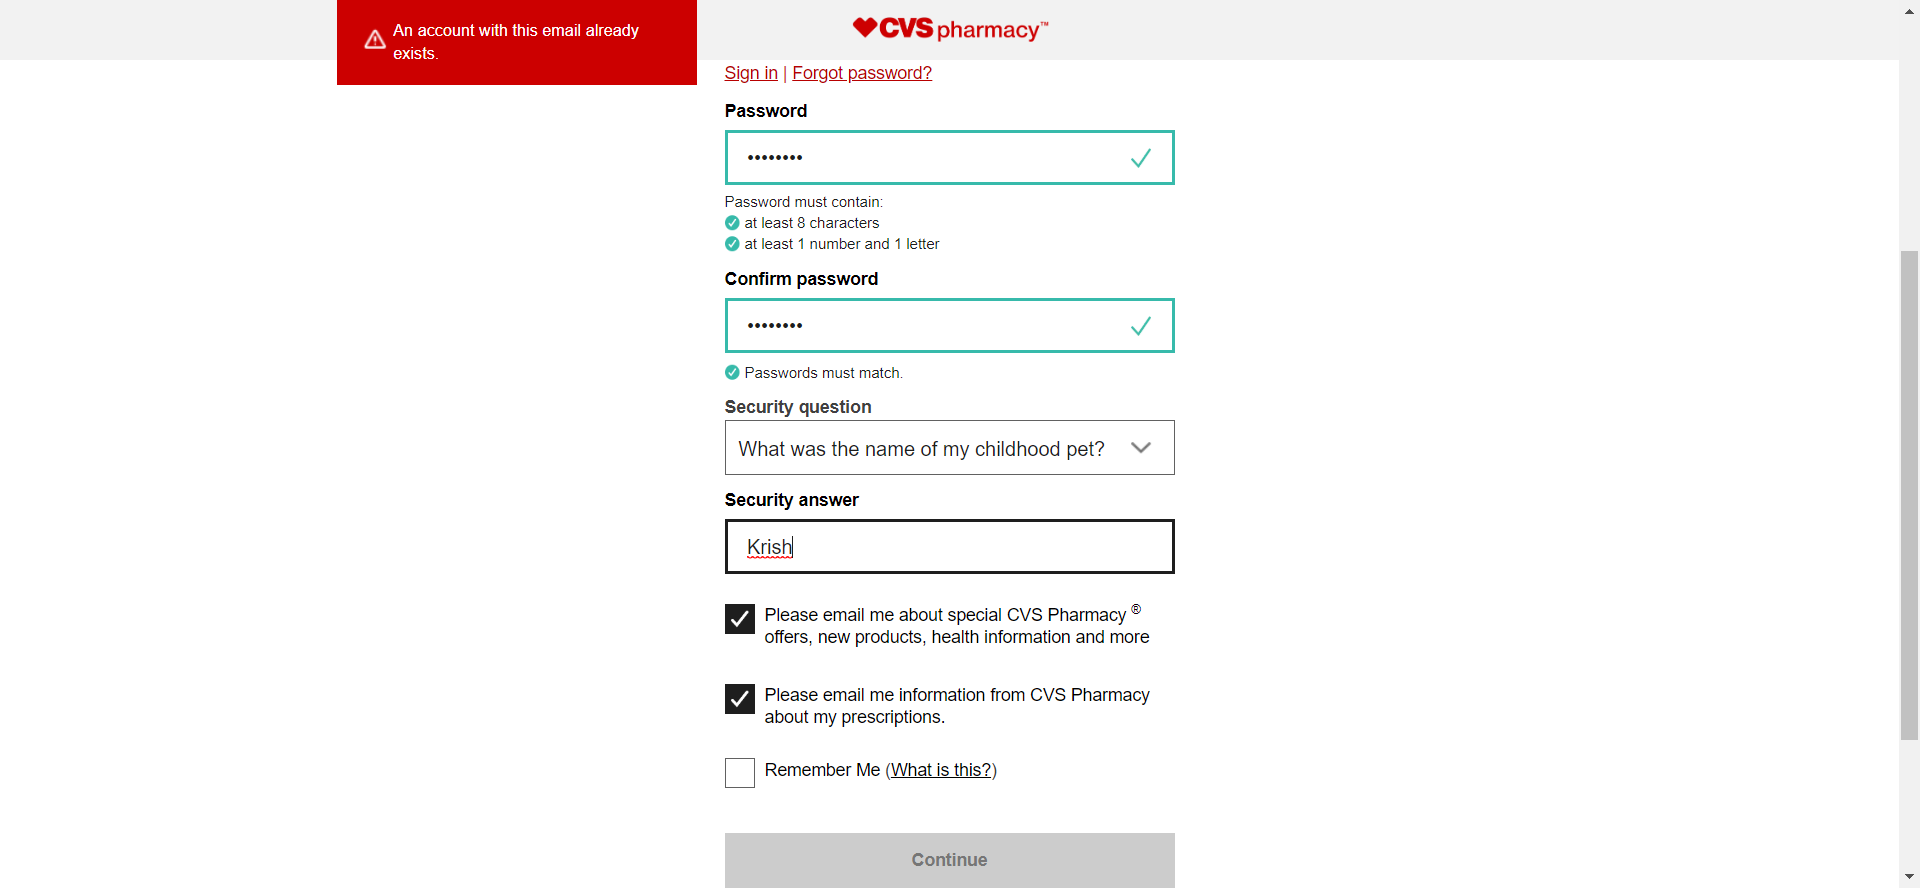 An account with this email already
exists.
CVS pharmacy™
Sign in | Forgot password?
Password
••••••••
Password must contain:
at least 8 characters
at least 1 number and 1 letter
Confirm password
••••••••
Passwords must match.
Security question
What was the name of my childhood pet?
Security answer
Krish
Please email me about special CVS Pharmacy ®
offers, new products, health information and more
Please email me information from CVS Pharmacy
about my prescriptions.
Remember Me (What is this?)
Continue